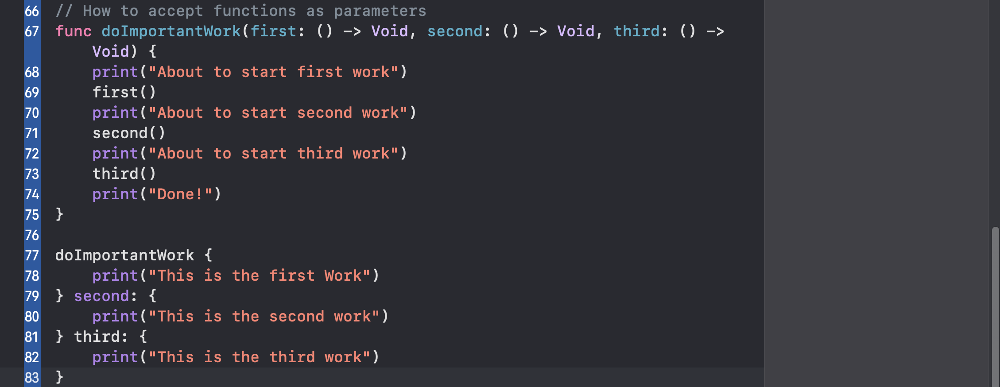 66 // How to accept functions as parameters
67 func doImportantWork(first: () -> Void, second: () -> Void, third: () ->
Void) {
68 print("About to start first work")
69 first()
70 print("About to start second work")
71 second()
72 print("About to start third work")
73 third()
74 print("Done!")
75 }
76
77 doImportantWork {
78 print("This is the first Work")
79 } second: {
80 print("This is the second work")
81 } third: {
82 print("This is the third work")
83 }